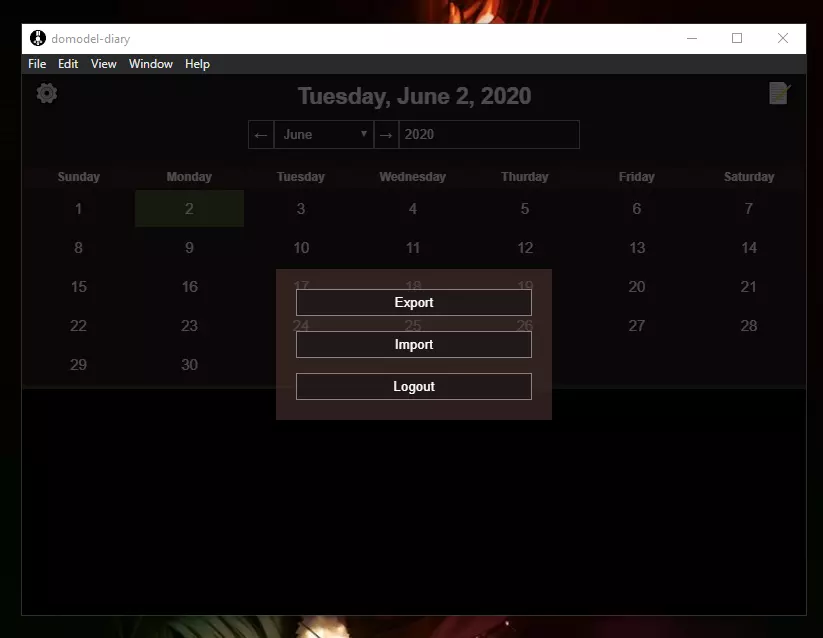 domodel-diary
File Edit View Window Help
Tuesday, June 2, 2020
← June ▼ → 2020
Sunday Monday Tuesday Wednesday Thurday Friday Saturday
1 2 3 4 5 6 7
8 9 10 11 12 13 14
15 16 17 18 19 20 21
Export
22 23 24 25 26 27 28
Import
29 30
Logout